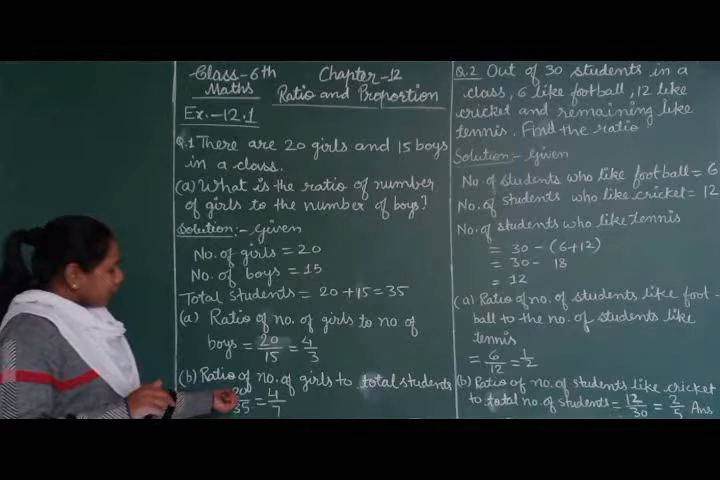 Class-6th
Maths
Chapter-12
Ratio and Proportion
Ex.-12.1
Q.1 There are 20 girls and 15 boys
in a class.
(a) What is the ratio of number
of girls to the number of boys?
Solution:- Given
No. of girls = 20
No. of boys = 15
Total students = 20 + 15 = 35
(a) Ratio of no. of girls to no of
boys = 20/15 = 4/3
(b) Ratio of no. of girls to total students
20/35 = 4/7
Q.2 Out of 30 students in a
class, 6 like football, 12 like
cricket and remaining like
tennis. Find the ratio
Solution:- Given
No. of students who like football = 6
No. of students who like cricket = 12
No. of students who like tennis
= 30 - (6+12)
= 30 - 18
= 12
(a) Ratio of no. of students like foot-
ball to the no. of students like
tennis
= 6/12 = 1/2
(b) Ratio of no. of students like cricket
to total no. of students = 12/30 = 2/5 Ans